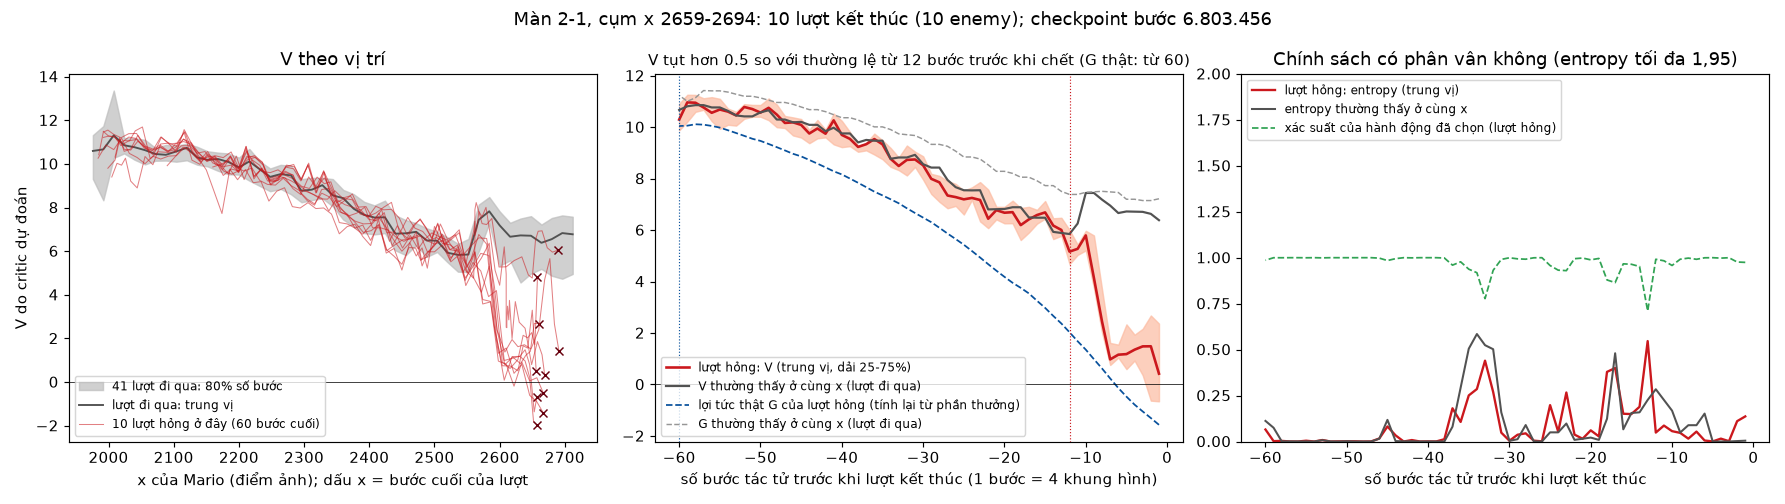 Màn 2-1, cụm x 2659-2694: 10 lượt kết thúc (10 enemy); checkpoint bước 6.803.456
V theo vị trí
V do critic dự đoán
14
12
10
8
6
4
2
0
−2
2000
2100
2200
2300
2400
2500
2600
2700
x của Mario (điểm ảnh); dấu x = bước cuối của lượt
41 lượt đi qua: 80% số bước
lượt đi qua: trung vị
10 lượt hỏng ở đây (60 bước cuối)
V tụt hơn 0.5 so với thường lệ từ 12 bước trước khi chết (G thật: từ 60)
12
10
8
6
4
2
0
−2
−60
−50
−40
−30
−20
−10
0
số bước tác tử trước khi lượt kết thúc (1 bước = 4 khung hình)
lượt hỏng: V (trung vị, dải 25-75%)
V thường thấy ở cùng x (lượt đi qua)
lợi tức thật G của lượt hỏng (tính lại từ phần thưởng)
G thường thấy ở cùng x (lượt đi qua)
Chính sách có phân vân không (entropy tối đa 1,95)
2.00
1.75
1.50
1.25
1.00
0.75
0.50
0.25
0.00
−60
−50
−40
−30
−20
−10
0
số bước tác tử trước khi lượt kết thúc
lượt hỏng: entropy (trung vị)
entropy thường thấy ở cùng x
xác suất của hành động đã chọn (lượt hỏng)